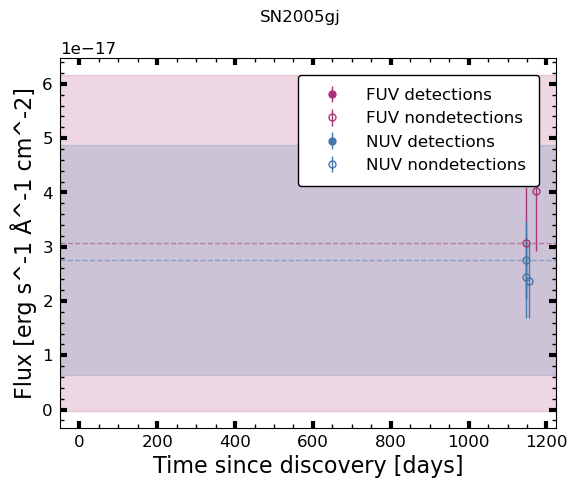 SN2005gj
1e−17
6
5
4
3
2
1
0
Flux [erg s^-1 Å^-1 cm^-2]
FUV detections
FUV nondetections
NUV detections
NUV nondetections
0 200 400 600 800 1000 1200
Time since discovery [days]